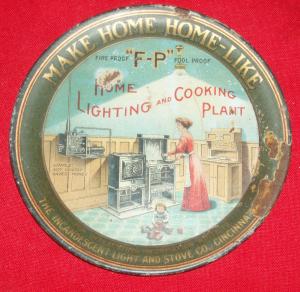 MAKE HOME HOME-LIKE
FIRE PROOF "F-P" FOOL PROOF
HOME
LIGHTING AND COOKING
PLANT
THE INCANDESCENT LIGHT AND STOVE CO., CINCINNATI